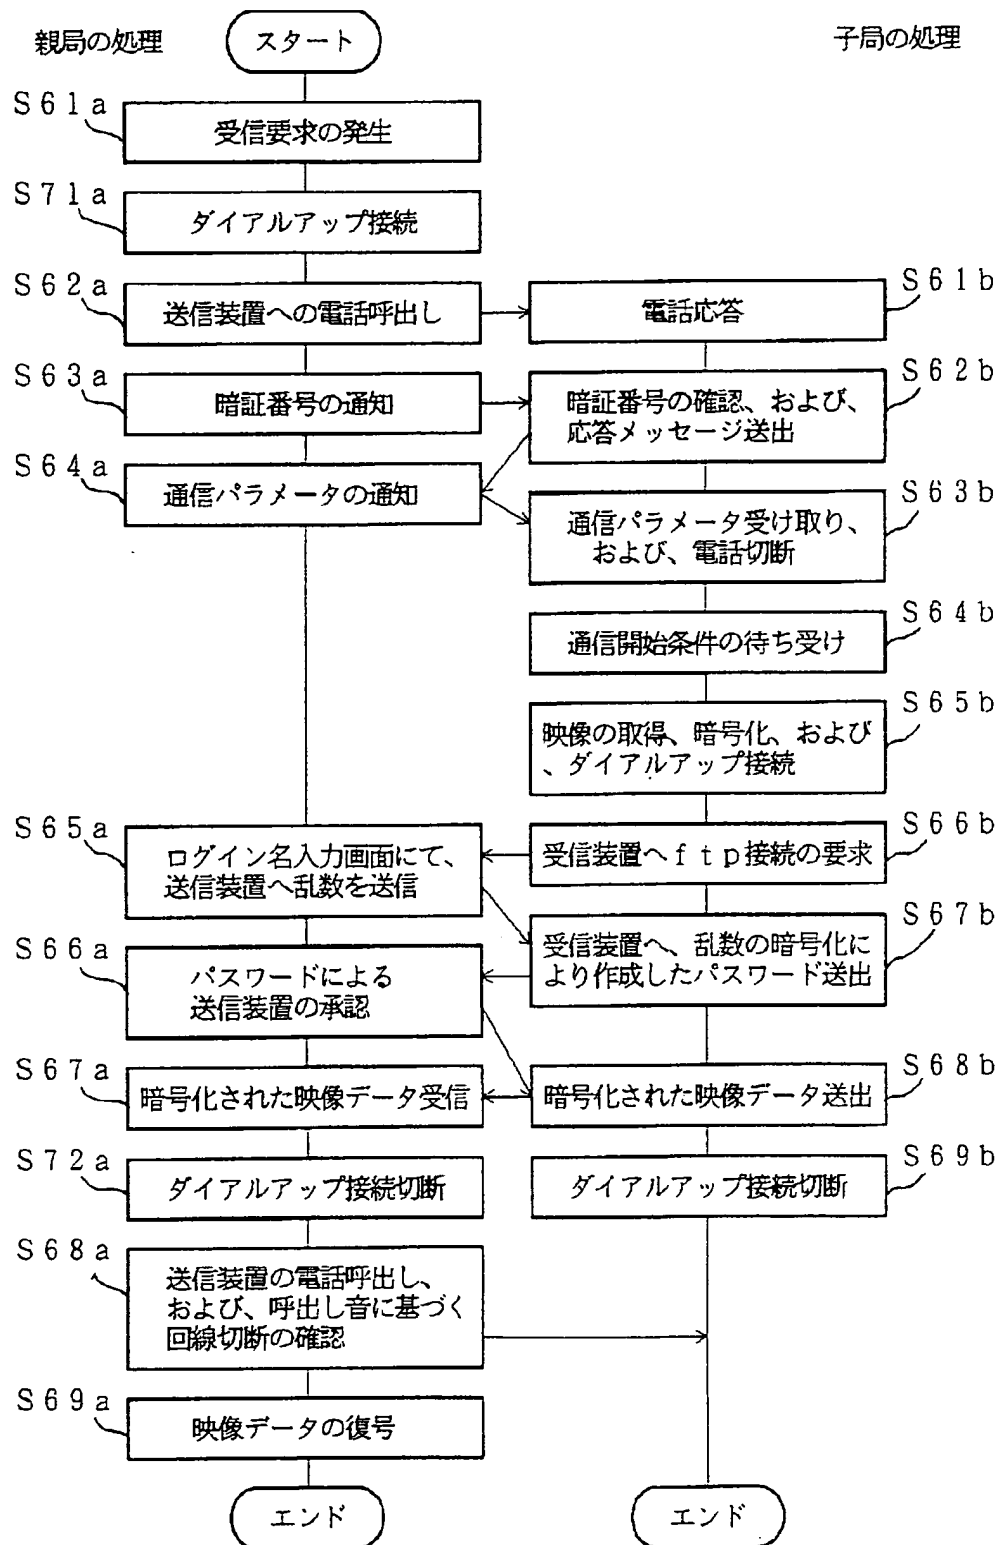 親局の処理
スタート
子局の処理
S61a
受信要求の発生
S71a
ダイアルアップ接続
S62a
送信装置への電話呼出し
S61b
電話応答
S63a
暗証番号の通知
S62b
暗証番号の確認、および、
応答メッセージ送出
S64a
通信パラメータの通知
S63b
通信パラメータ受け取り、
および、電話切断
S64b
通信開始条件の待ち受け
S65b
映像の取得、暗号化、および
、ダイアルアップ接続
S65a
ログイン名入力画面にて、
送信装置へ乱数を送信
S66b
受信装置へftp接続の要求
S67b
受信装置へ、乱数の暗号化に
より作成したパスワード送出
S66a
パスワードによる
送信装置の承認
S67a
暗号化された映像データ受信
S68b
暗号化された映像データ送出
S72a
ダイアルアップ接続切断
S69b
ダイアルアップ接続切断
S68a
送信装置の電話呼出し、
および、呼出し音に基づく
回線切断の確認
S69a
映像データの復号
エンド
エンド